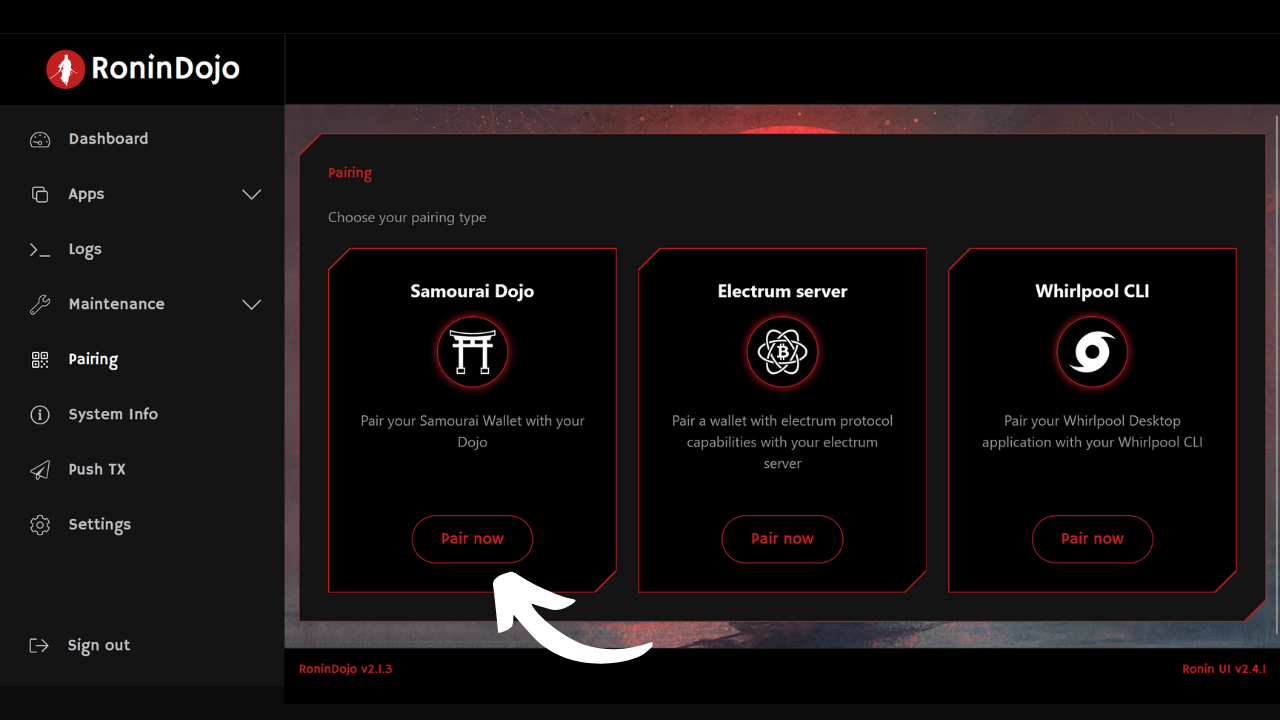 RoninDojo
Dashboard
Apps
Logs
Maintenance
Pairing
System Info
Push TX
Settings
Sign out
Pairing
Choose your pairing type
Samourai Dojo
Pair your Samourai Wallet with your
Dojo
Pair now
Electrum server
Pair a wallet with electrum protocol
capabilities with your electrum
server
Pair now
Whirlpool CLI
Pair your Whirlpool Desktop
application with your Whirlpool CLI
Pair now
RoninDojo v2.1.3
Ronin UI v2.4.1